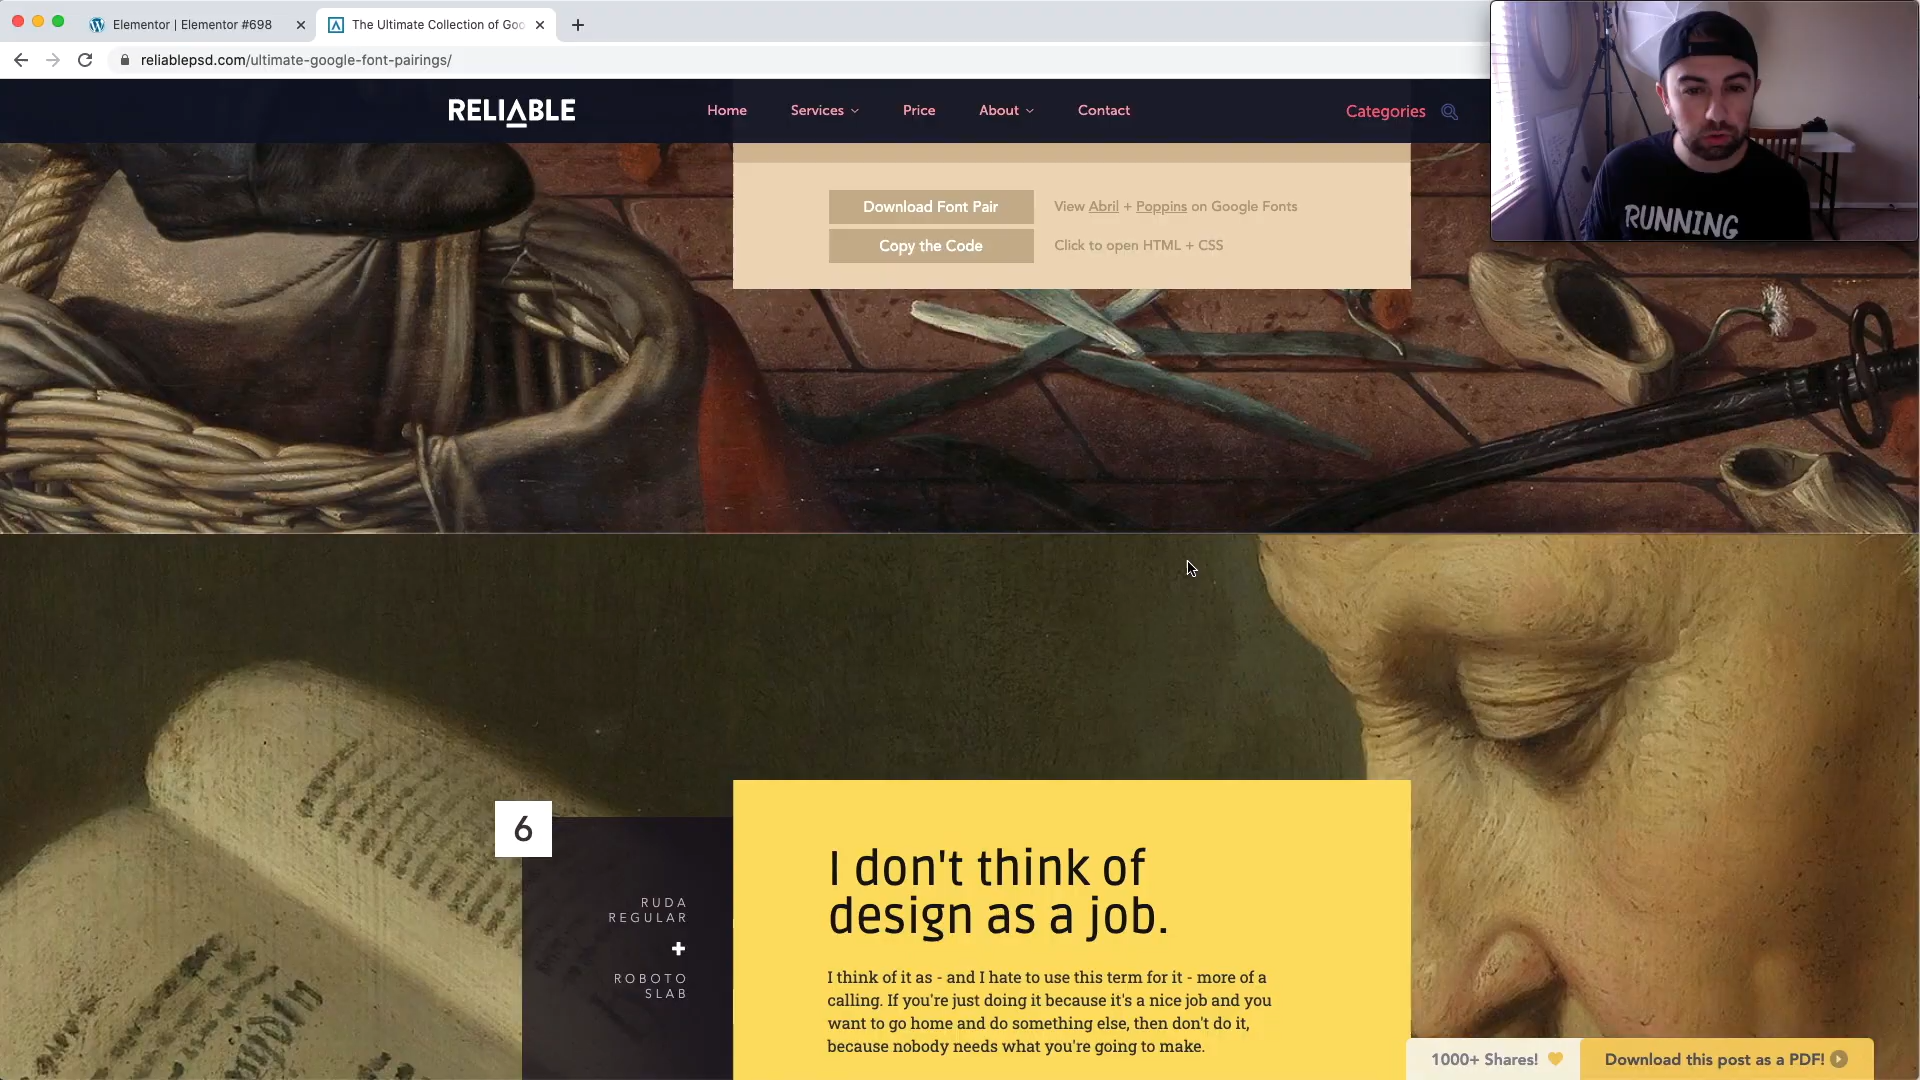 Elementor | Elementor #698
The Ultimate Collection of Goo
reliablepsd.com/ultimate-google-font-pairings/
RELIABLE
Home
Services
Price
About
Contact
Categories
RUNNING
Download Font Pair
View Abril + Poppins on Google Fonts
Copy the Code
Click to open HTML + CSS
6
RUDA
REGULAR
+
ROBOTO
SLAB
I don't think of
design as a job.
I think of it as - and I hate to use this term for it - more of a
calling. If you're just doing it because it's a nice job and you
want to go home and do something else, then don't do it,
because nobody needs what you're going to make.
1000+ Shares!
Download this post as a PDF!